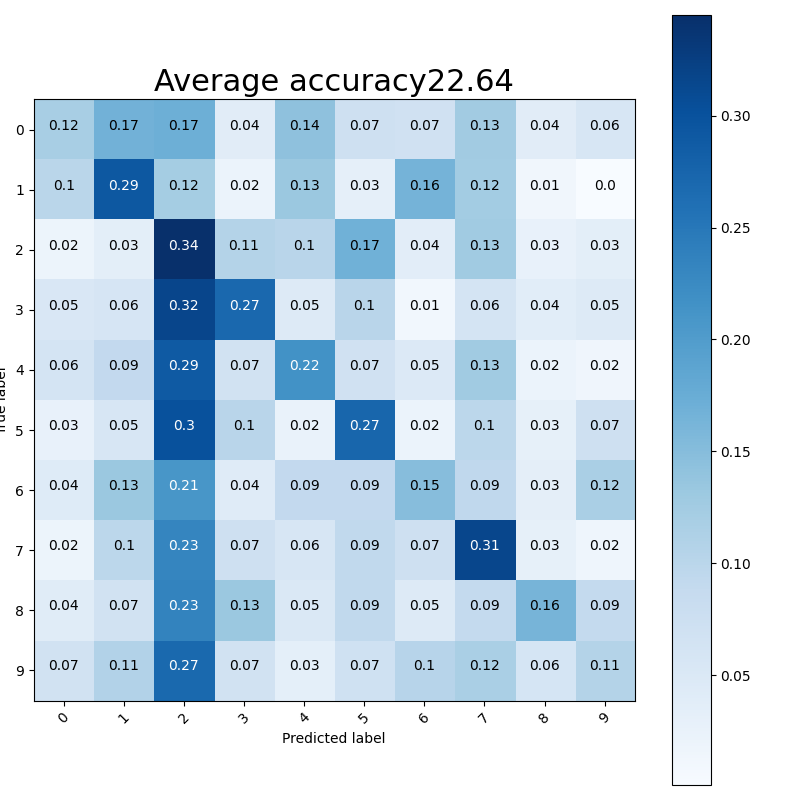 Average accuracy22.64
0 0.12 0.17 0.17 0.04 0.14 0.07 0.07 0.13 0.04 0.06
1 0.1 0.29 0.12 0.02 0.13 0.03 0.16 0.12 0.01 0.0
2 0.02 0.03 0.34 0.11 0.1 0.17 0.04 0.13 0.03 0.03
3 0.05 0.06 0.32 0.27 0.05 0.1 0.01 0.06 0.04 0.05
4 0.06 0.09 0.29 0.07 0.22 0.07 0.05 0.13 0.02 0.02
5 0.03 0.05 0.3 0.1 0.02 0.27 0.02 0.1 0.03 0.07
6 0.04 0.13 0.21 0.04 0.09 0.09 0.15 0.09 0.03 0.12
7 0.02 0.1 0.23 0.07 0.06 0.09 0.07 0.31 0.03 0.02
8 0.04 0.07 0.23 0.13 0.05 0.09 0.05 0.09 0.16 0.09
9 0.07 0.11 0.27 0.07 0.03 0.07 0.1 0.12 0.06 0.11
0 1 2 3 4 5 6 7 8 9
Predicted label
True label
0.30
0.25
0.20
0.15
0.10
0.05